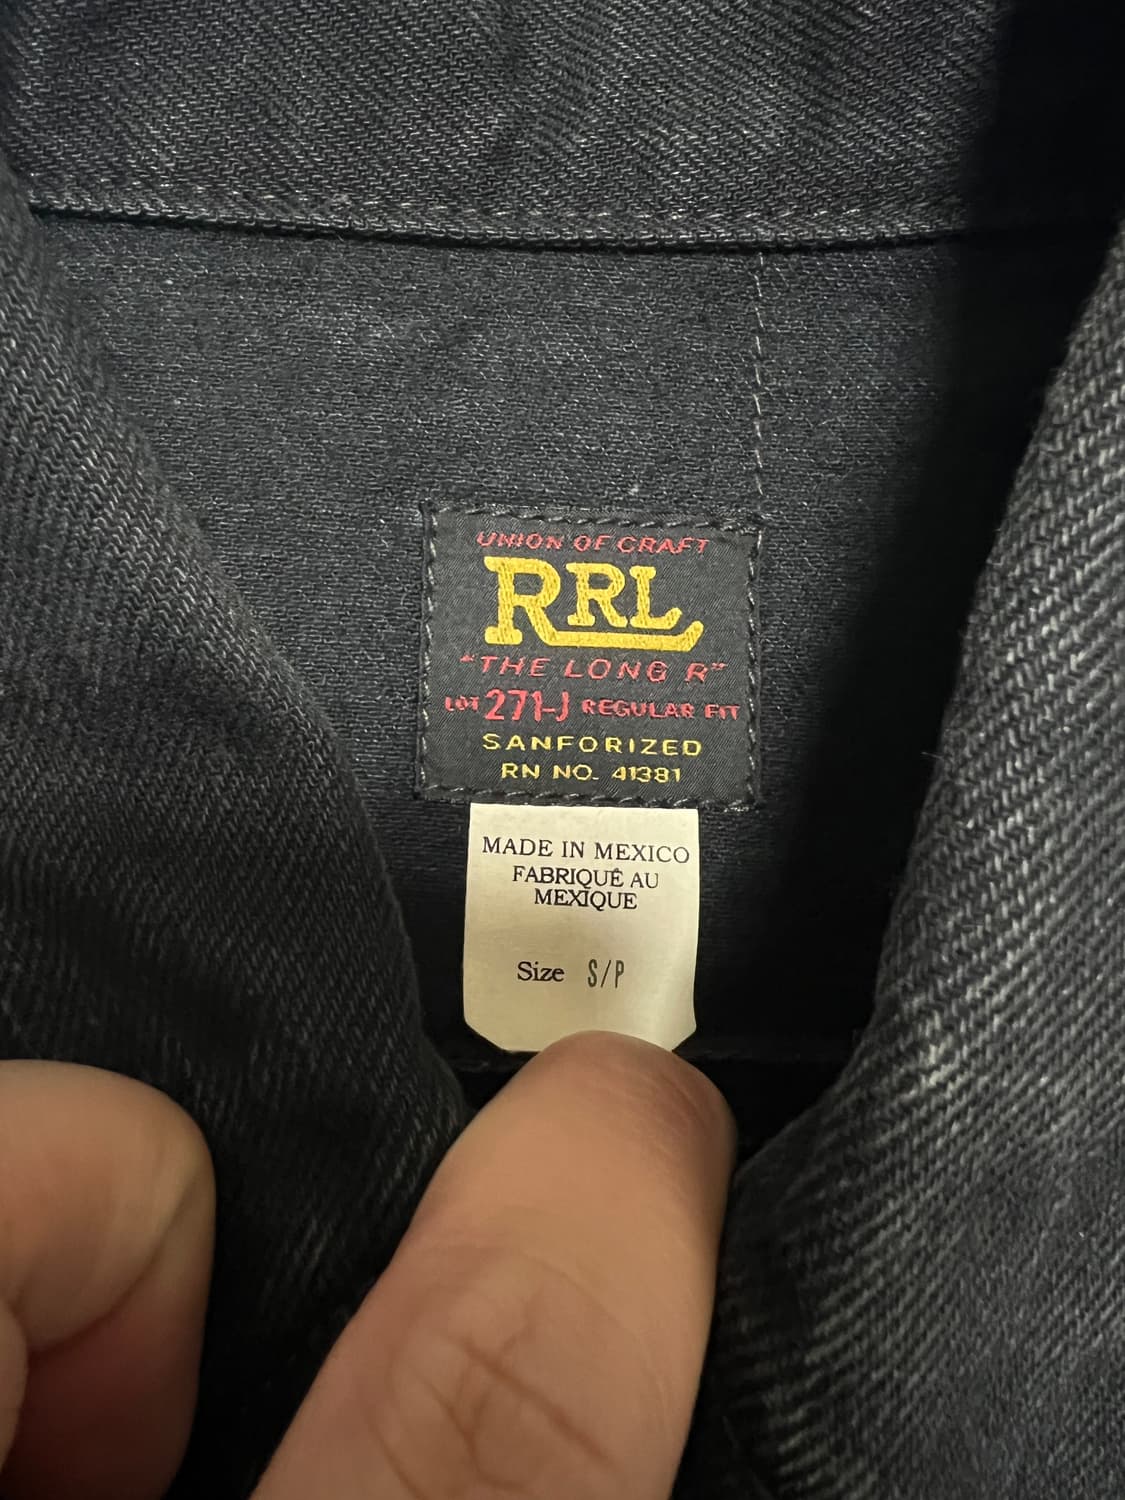 UNION OF CRAFT
RRL
"THE LONG R"
LOT 271-J REGULAR FIT
SANFORIZED
RN NO. 41381
MADE IN MEXICO
FABRIQUÉ AU
MEXIQUE
Size S/P